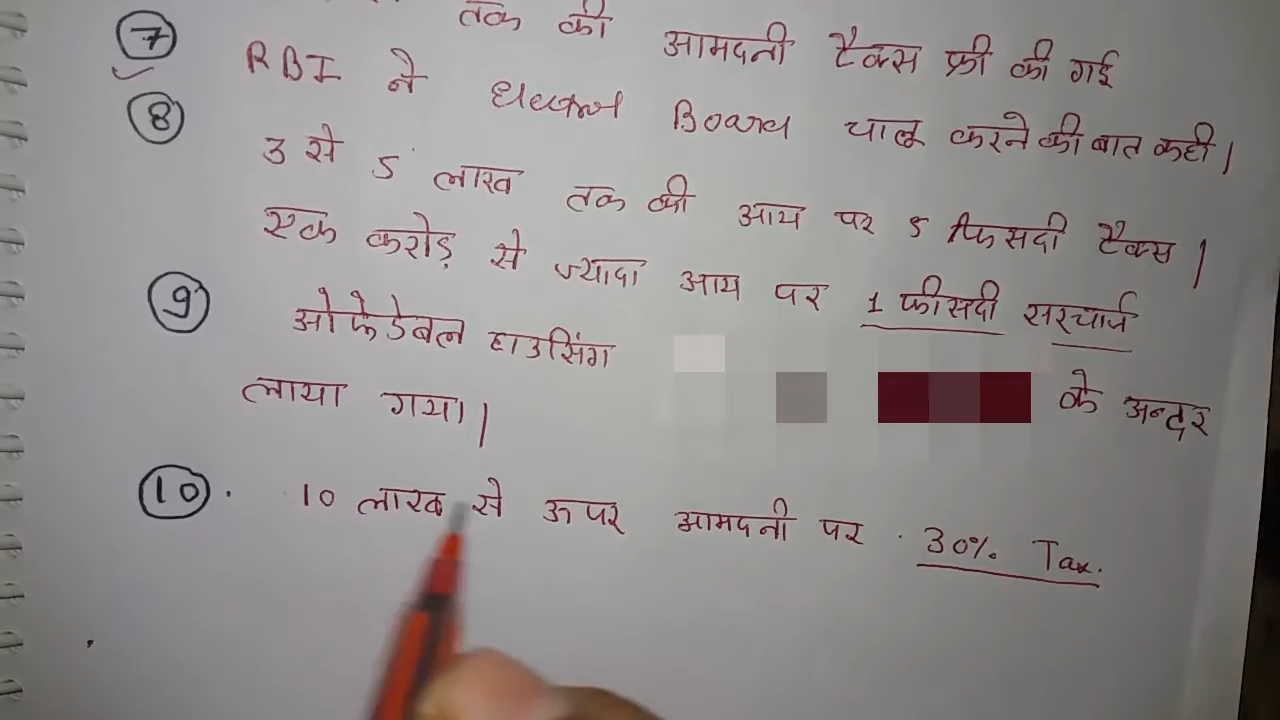 तक की आमदनी टैक्स फ्री की गई
7
RBI ने Board चालू करने की बात कही।
8
3 से 5 लाख तक की आय पर 5 फिसदी टैक्स।
एक करोड़ से ज्यादा आय पर 1 फीसदी सरचार्ज
9 ओफेडेबल हाउसिंग के अन्दर
लाया गया।
10. 10 लाख से ऊपर आमदनी पर 30% Tax.